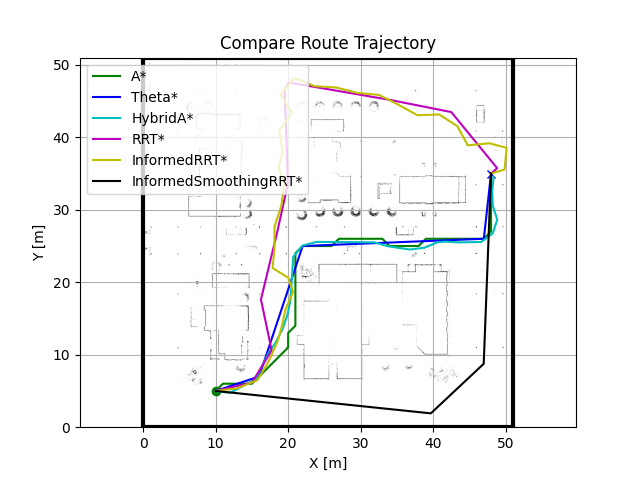 Compare Route Trajectory
A*
Theta*
HybridA*
RRT*
InformedRRT*
InformedSmoothingRRT*
50
40
30
20
10
0
Y [m]
0 10 20 30 40 50
X [m]